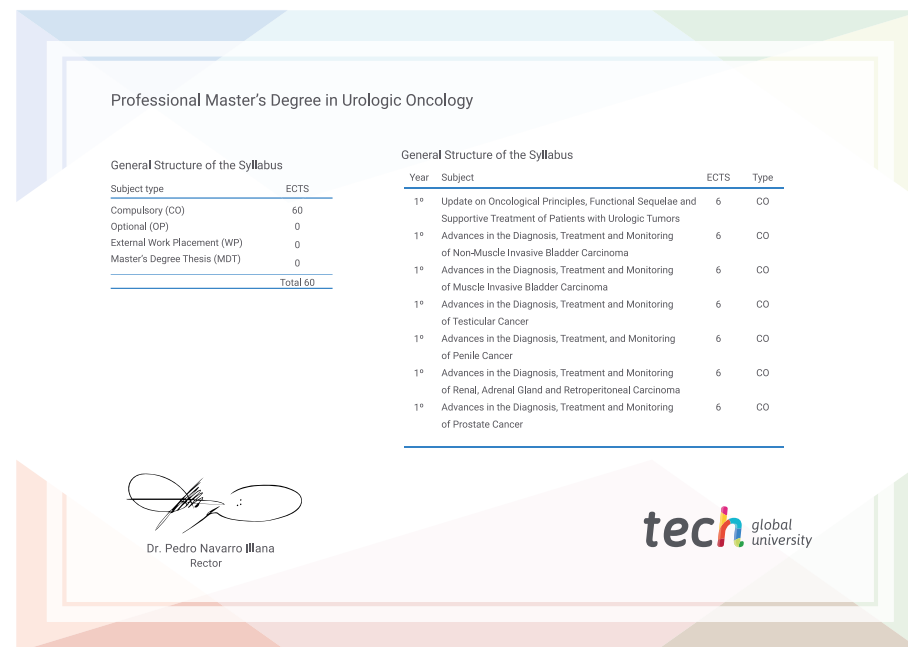 Professional Master's Degree in Urologic Oncology
General Structure of the Syllabus
Subject type ECTS
Compulsory (CO) 60
Optional (OP) 0
External Work Placement (WP) 0
Master's Degree Thesis (MDT) 0
Total 60
General Structure of the Syllabus
Year Subject ECTS Type
1º Update on Oncological Principles, Functional Sequelae and 6 CO
Supportive Treatment of Patients with Urologic Tumors
1º Advances in the Diagnosis, Treatment and Monitoring 6 CO
of Non-Muscle Invasive Bladder Carcinoma
1º Advances in the Diagnosis, Treatment and Monitoring 6 CO
of Muscle Invasive Bladder Carcinoma
1º Advances in the Diagnosis, Treatment and Monitoring 6 CO
of Testicular Cancer
1º Advances in the Diagnosis, Treatment, and Monitoring 6 CO
of Penile Cancer
1º Advances in the Diagnosis, Treatment and Monitoring 6 CO
of Renal, Adrenal Gland and Retroperitoneal Carcinoma
1º Advances in the Diagnosis, Treatment and Monitoring 6 CO
of Prostate Cancer
Dr. Pedro Navarro Illana
Rector
tech global
university